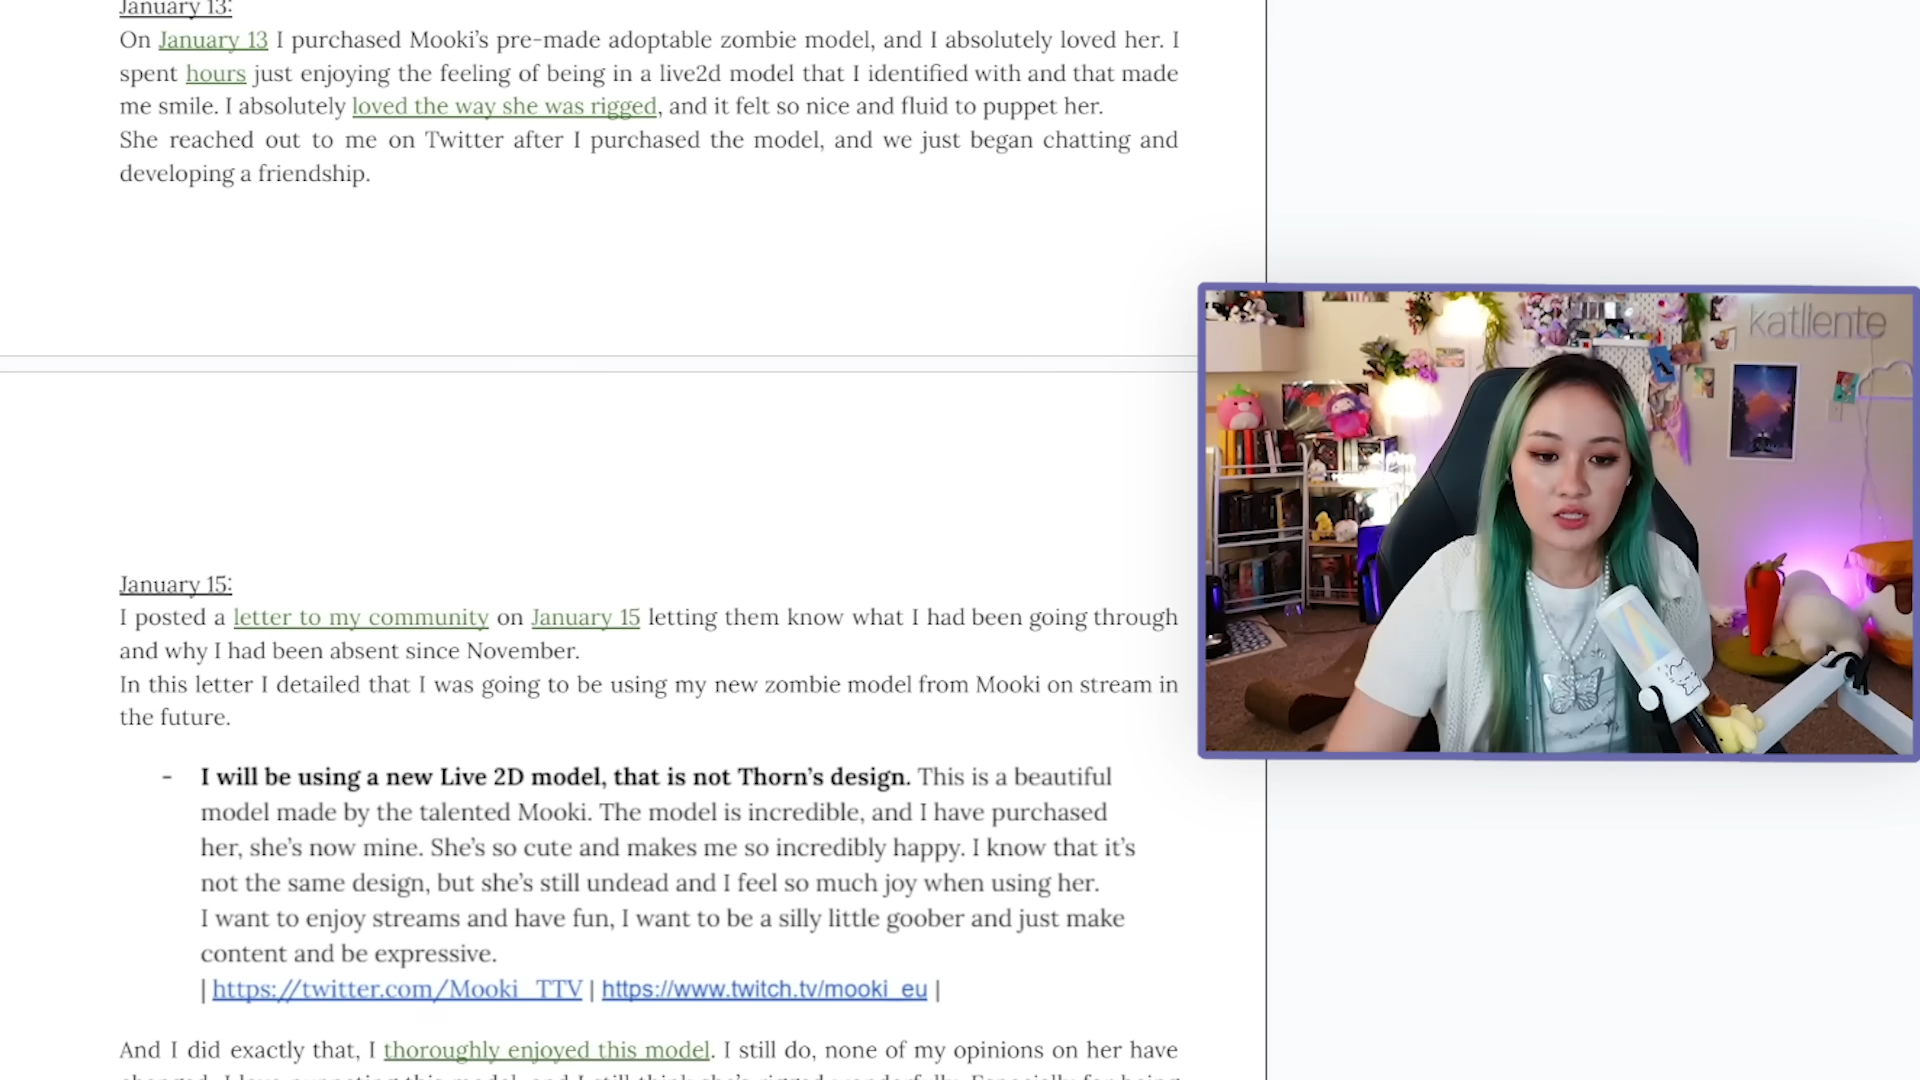 January 13:
On January 13 I purchased Mooki's pre-made adoptable zombie model, and I absolutely loved her. I
spent hours just enjoying the feeling of being in a live2d model that I identified with and that made
me smile. I absolutely loved the way she was rigged, and it felt so nice and fluid to puppet her.
She reached out to me on Twitter after I purchased the model, and we just began chatting and
developing a friendship.
katllente
January 15:
I posted a letter to my community on January 15 letting them know what I had been going through
and why I had been absent since November.
In this letter I detailed that I was going to be using my new zombie model from Mooki on stream in
the future.
- I will be using a new Live 2D model, that is not Thorn's design. This is a beautiful
model made by the talented Mooki. The model is incredible, and I have purchased
her, she's now mine. She's so cute and makes me so incredibly happy. I know that it's
not the same design, but she's still undead and I feel so much joy when using her.
I want to enjoy streams and have fun, I want to be a silly little goober and just make
content and be expressive.
| https://twitter.com/Mooki_TTV | https://www.twitch.tv/mooki_eu |
And I did exactly that, I thoroughly enjoyed this model. I still do, none of my opinions on her have